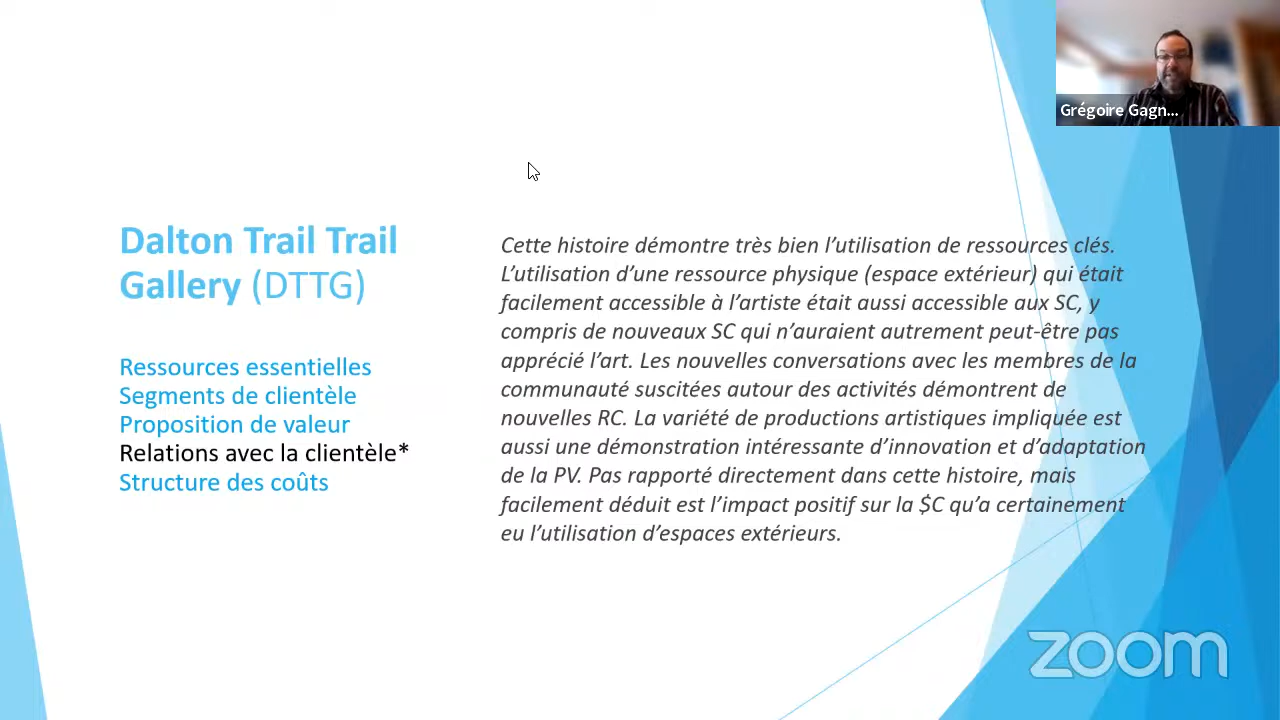 Grégoire Gagn...
Dalton Trail Trail
Gallery (DTTG)
Ressources essentielles
Segments de clientèle
Proposition de valeur
Relations avec la clientèle*
Structure des coûts
Cette histoire démontre très bien l’utilisation de ressources clés.
L’utilisation d’une ressource physique (espace extérieur) qui était
facilement accessible à l’artiste était aussi accessible aux SC, y
compris de nouveaux SC qui n’auraient autrement peut-être pas
apprécié l’art. Les nouvelles conversations avec les membres de la
communauté suscitées autour des activités démontrent de
nouvelles RC. La variété de productions artistiques impliquée est
aussi une démonstration intéressante d’innovation et d’adaptation
de la PV. Pas rapporté directement dans cette histoire, mais
facilement déduit est l’impact positif sur la $C qu’a certainement
eu l’utilisation d’espaces extérieurs.
zoom